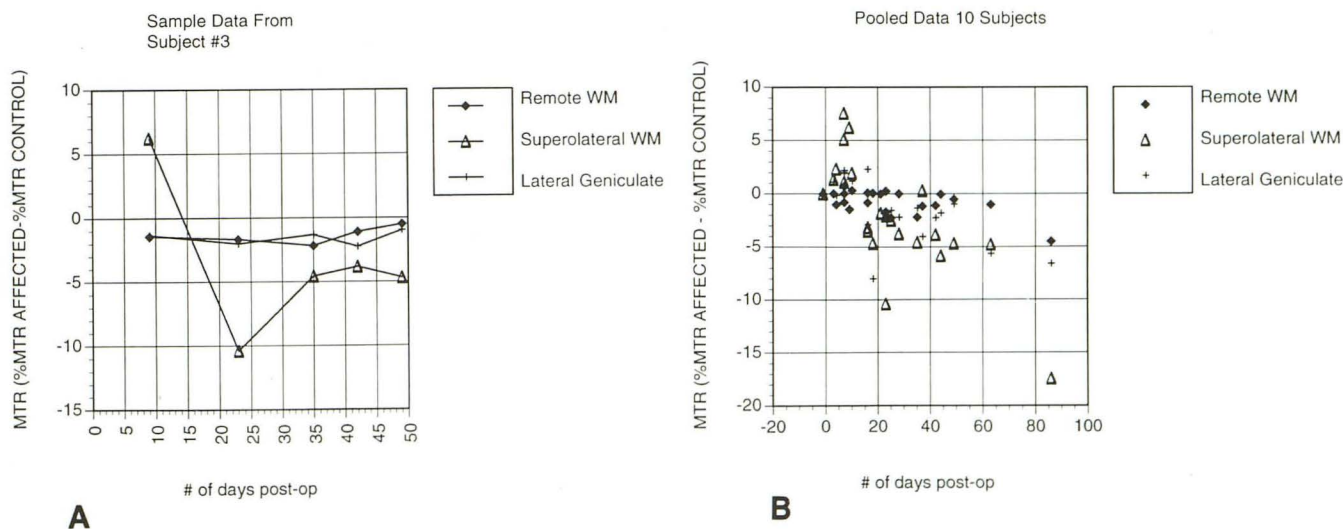 Sample Data From
Subject #3
MTR (%MTR AFFECTED-%MTR CONTROL)
10
5
0
-5
-10
-15
0
5
10
15
20
25
30
35
40
45
50
# of days post-op
Remote WM
Superolateral WM
Lateral Geniculate
A
Pooled Data 10 Subjects
MTR (%MTR AFFECTED - %MTR CONTROL)
10
5
0
-5
-10
-15
-20
-20
0
20
40
60
80
100
# of days post-op
Remote WM
Superolateral WM
Lateral Geniculate
B